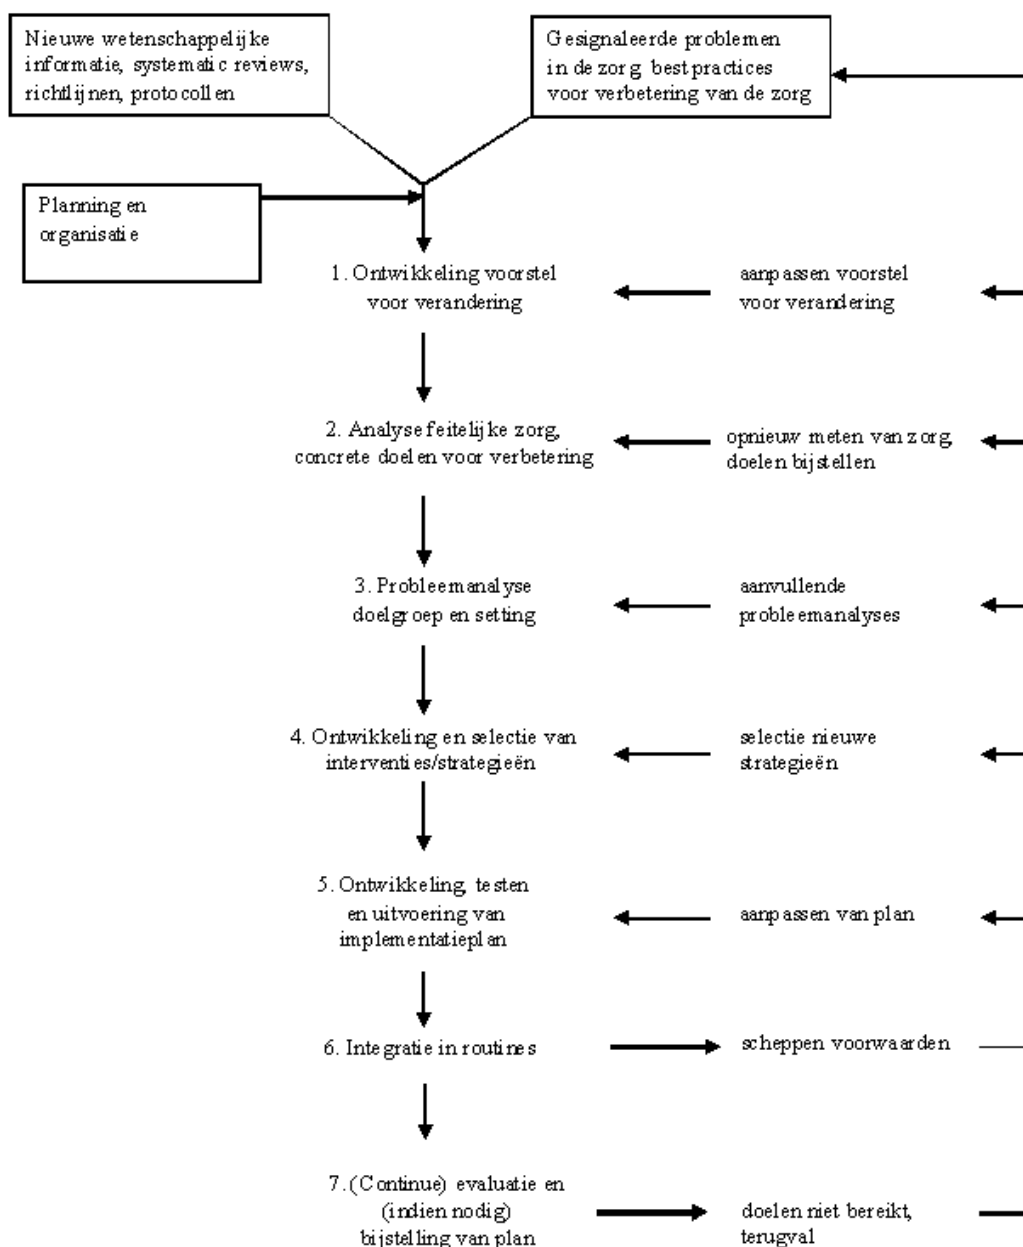 Nieuwe wetenschappelijke
informatie, systematic reviews,
richtlijnen, protocollen
Gesignaleerde problemen
in de zorg, best practices
voor verbetering van de zorg
Planning en
organisatie
1. Ontwikkeling voorstel
voor verandering
aanpassen voorstel
voor verandering
2. Analyse feitelijke zorg,
concrete doelen voor verbetering
opnieuw meten van zorg,
doelen bijstellen
3. Probleemanalyse
doelgroep en setting
aanvullende
probleemanalyses
4. Ontwikkeling en selectie van
interventies/strategieën
selectie nieuwe
strategieën
5. Ontwikkeling, testen
en uitvoering van
implementatieplan
aanpassen van plan
6. Integratie in routines
scheppen voorwaarden
7. (Continue) evaluatie en
(indien nodig)
bijstelling van plan
doelen niet bereikt,
terugval